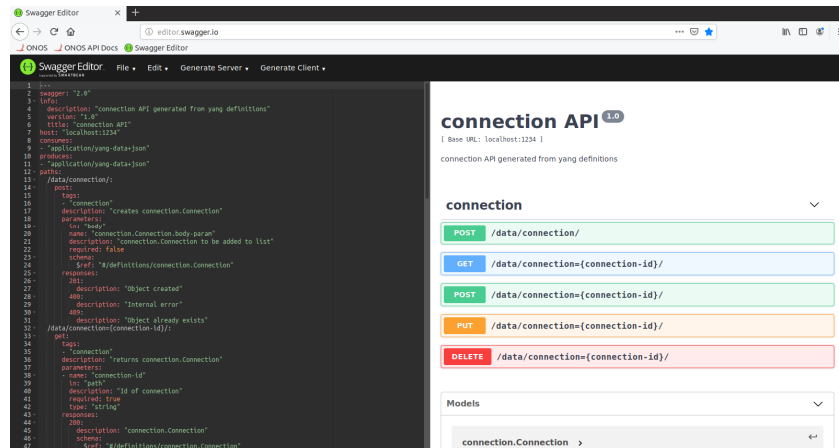 Swagger Editor
editor.swagger.io
ONOS ONOS API Docs Swagger Editor
Swagger Editor File Edit Generate Server Generate Client
Supported by SMARTBEAR
1 ---
2 swagger: "2.0"
3 info:
4 description: "connection API generated from yang definitions"
5 version: "1.0"
6 title: "connection API"
7 host: "localhost:1234"
8 consumes:
9 - "application/yang-data+json"
10 produces:
11 - "application/yang-data+json"
12 paths:
13 /data/connection/:
14 post:
15 tags:
16 - "connection"
17 description: "creates connection.Connection"
18 parameters:
19 - in: "body"
20 name: "connection.Connection.body-param"
21 description: "connection.Connection to be added to list"
22 required: false
23 schema:
24 $ref: "#/definitions/connection.Connection"
25 responses:
26 201:
27 description: "Object created"
28 400:
29 description: "Internal error"
30 409:
31 description: "Object already exists"
32 /data/connection={connection-id}/:
33 get:
34 tags:
35 - "connection"
36 description: "returns connection.Connection"
37 parameters:
38 - name: "connection-id"
39 in: "path"
40 description: "Id of connection"
41 required: true
42 type: "string"
43 responses:
44 200:
45 description: "connection.Connection"
46 schema:
47 $ref: "#/definitions/connection.Connection"
connection API 1.0
[ Base URL: localhost:1234 ]
connection API generated from yang definitions
connection
POST /data/connection/
GET /data/connection={connection-id}/
POST /data/connection={connection-id}/
PUT /data/connection={connection-id}/
DELETE /data/connection={connection-id}/
Models
connection.Connection >